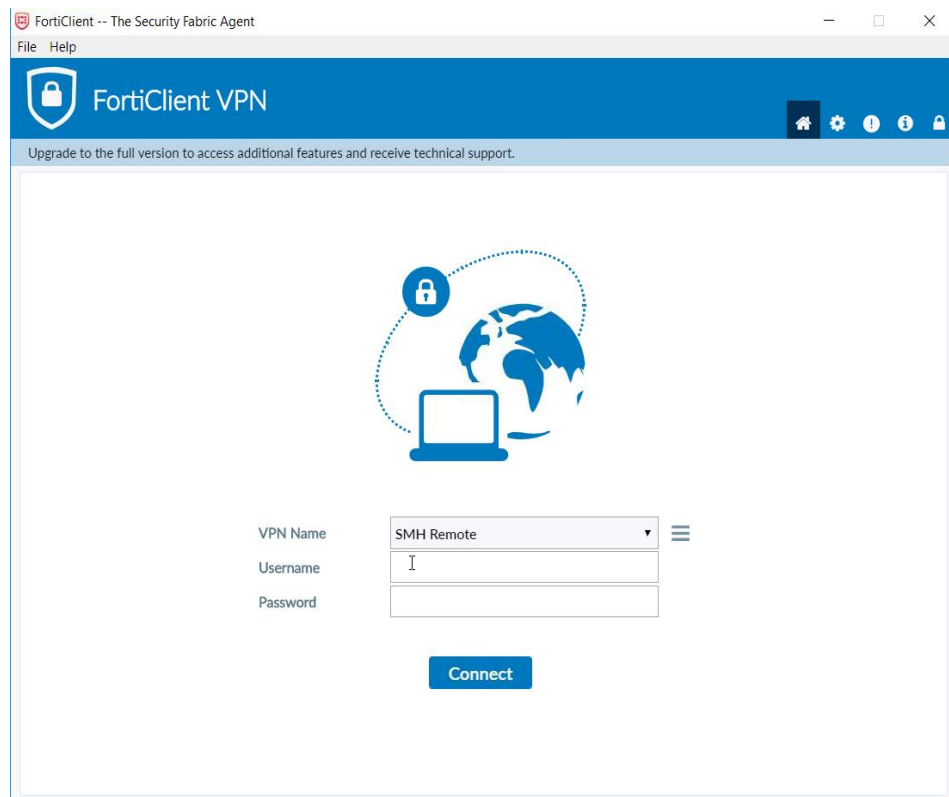 FortiClient -- The Security Fabric Agent
File Help
FortiClient VPN
Upgrade to the full version to access additional features and receive technical support.
VPN Name SMH Remote
Username
Password
Connect